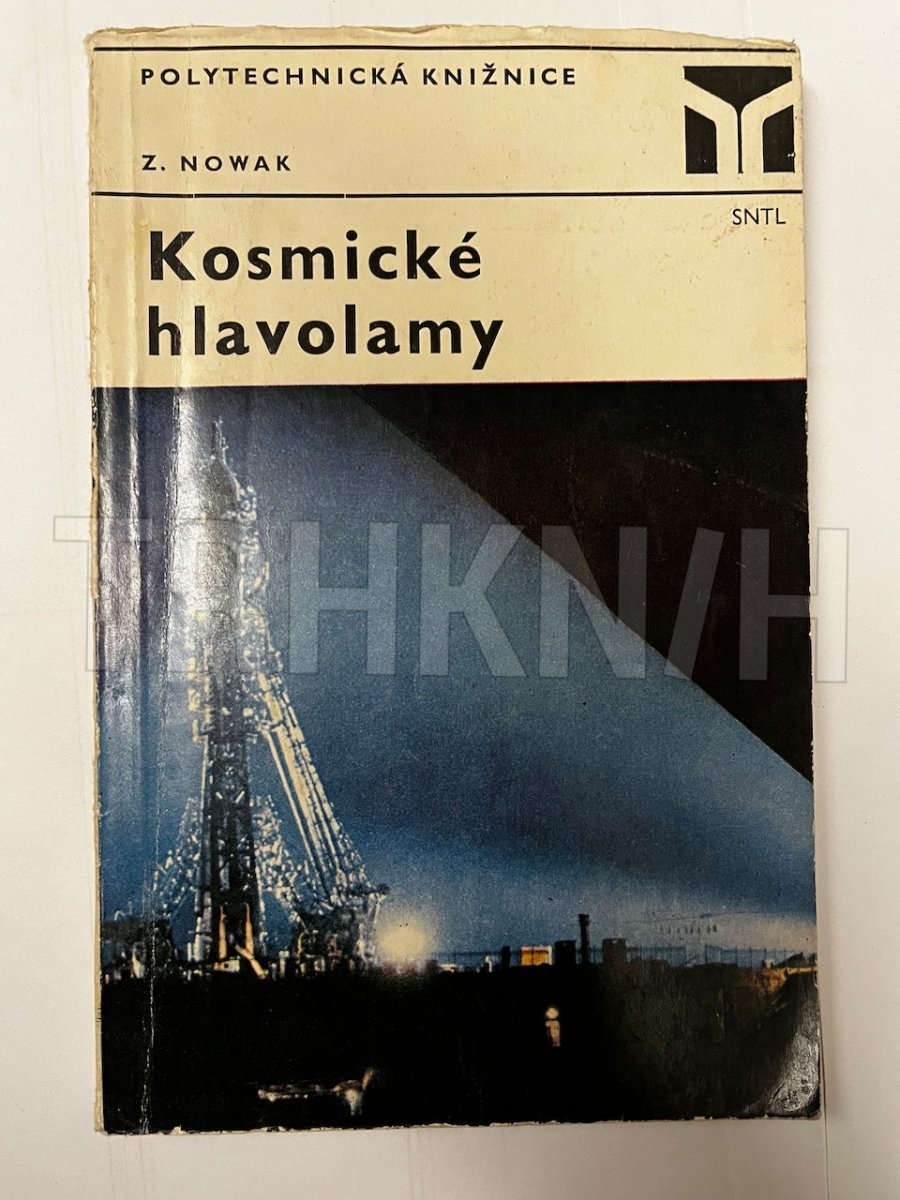 POLYTECHNICKÁ KNIŽNICE
Z. NOWAK
SNTL
Kosmické
hlavolamy